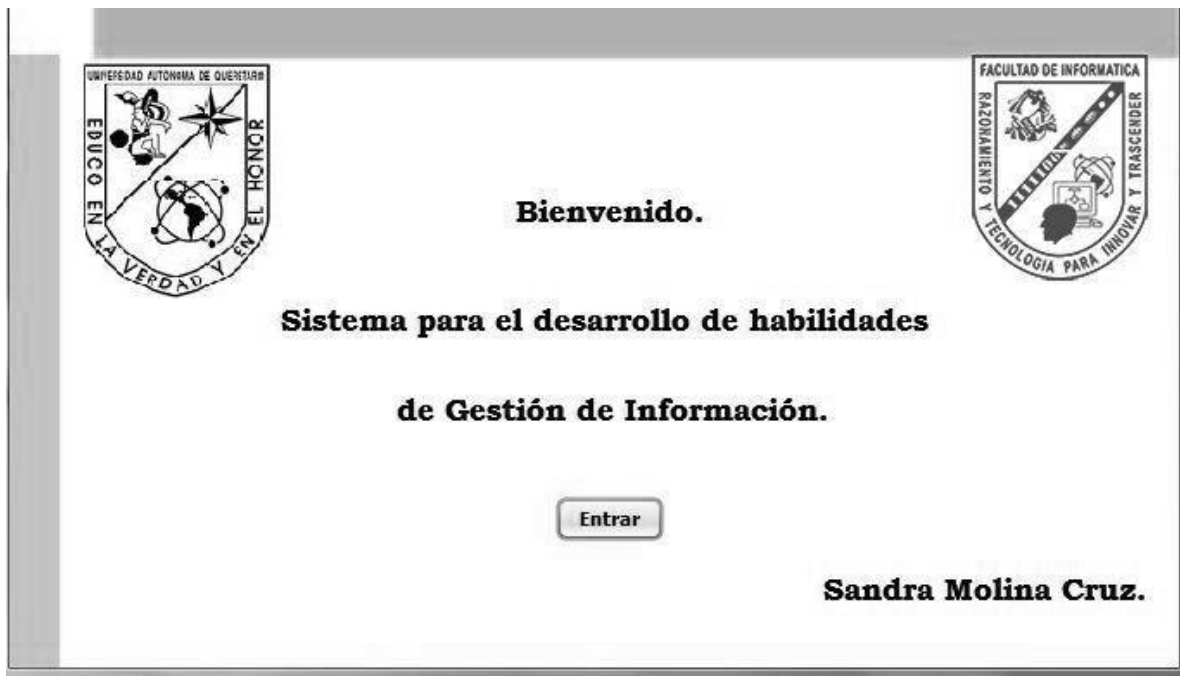 UNIVERSIDAD AUTONOMA DE QUERETARO
EDUCO EN LA VERDAD Y EN EL HONOR
FACULTAD DE INFORMATICA
RAZONAMIENTO Y TECNOLOGIA PARA INNOVAR Y TRASCENDER
1111100
Bienvenido.
Sistema para el desarrollo de habilidades
de Gestión de Información.
Entrar
Sandra Molina Cruz.